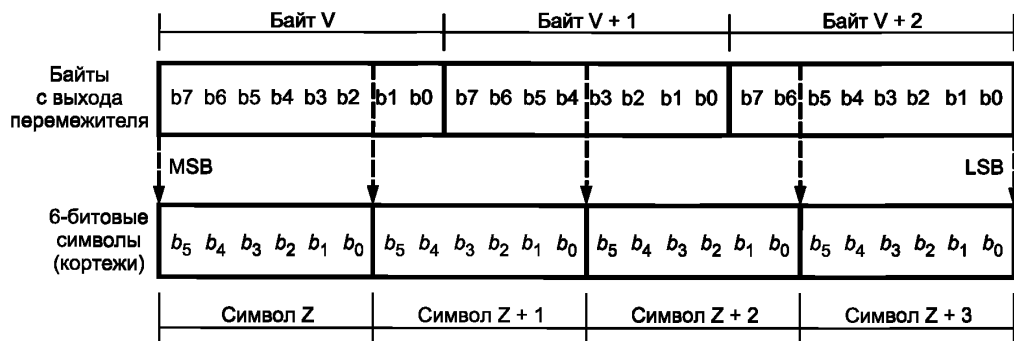 Байт V Байт V + 1 Байт V + 2
Байты
с выхода
перемежителя
b7 b6 b5 b4 b3 b2 b1 b0 b7 b6 b5 b4 b3 b2 b1 b0 b7 b6 b5 b4 b3 b2 b1 b0
MSB LSB
6-битовые
символы
(кортежи)
b5 b4 b3 b2 b1 b0 b5 b4 b3 b2 b1 b0 b5 b4 b3 b2 b1 b0 b5 b4 b3 b2 b1 b0
Символ Z Символ Z + 1 Символ Z + 2 Символ Z + 3